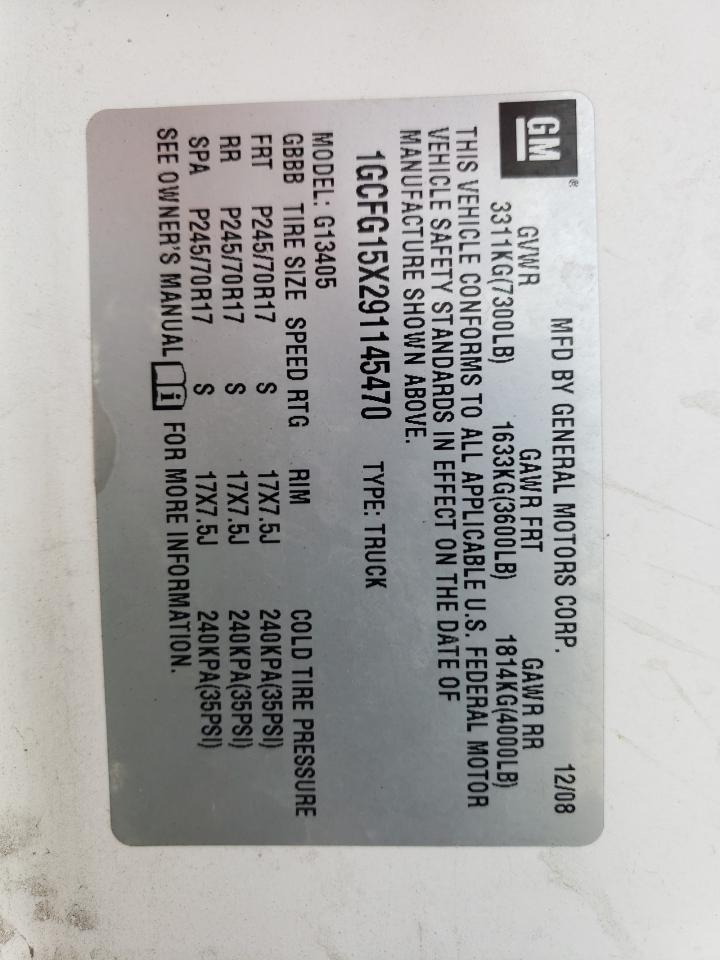 GM®
MFD BY GENERAL MOTORS CORP. 12/08
GVWR GAWR FRT GAWR RR
3311KG(7300LB) 1633KG(3600LB) 1814KG(4000LB)
THIS VEHICLE CONFORMS TO ALL APPLICABLE U.S. FEDERAL MOTOR
VEHICLE SAFETY STANDARDS IN EFFECT ON THE DATE OF
MANUFACTURE SHOWN ABOVE.
1GCFG15X291145470 TYPE: TRUCK
MODEL: G13405
GBBB TIRE SIZE SPEED RTG RIM COLD TIRE PRESSURE
FRT P245/70R17 S 17X7.5J 240KPA(35PSI)
RR P245/70R17 S 17X7.5J 240KPA(35PSI)
SPA P245/70R17 S 17X7.5J 240KPA(35PSI)
SEE OWNER'S MANUAL i FOR MORE INFORMATION.